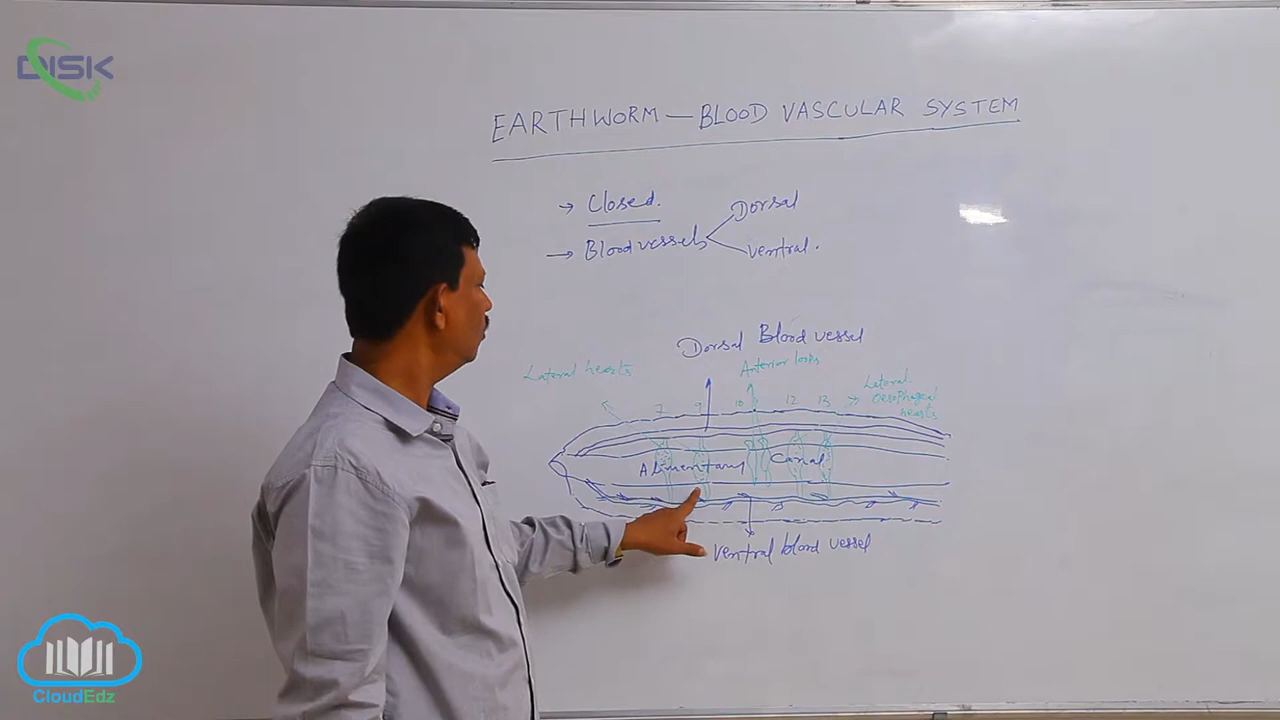 DISK
EARTHWORM — BLOOD VASCULAR SYSTEM
→ Closed.
Dorsal
→ Blood vessels
ventral.
Dorsal Blood vessel
Lateral hearts
Anterior loops
7 9 10 12 13
Lateral oesophageal hearts
Alimentary Canal
Ventral blood vessel
CloudEdz